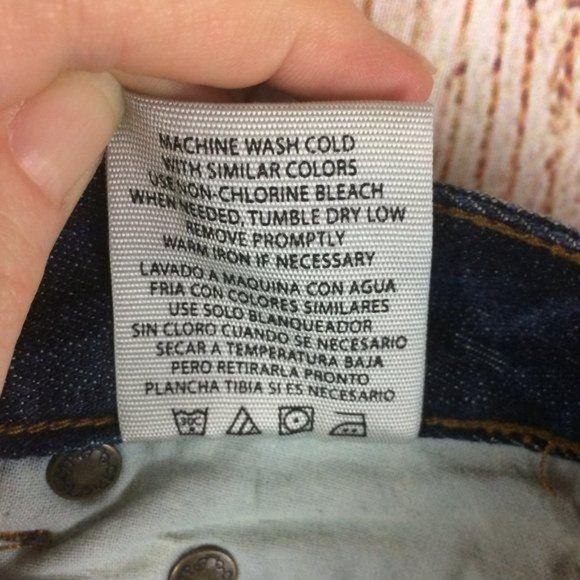 MACHINE WASH COLD
WITH SIMILAR COLORS
USE NON-CHLORINE BLEACH
WHEN NEEDED, TUMBLE DRY LOW
REMOVE PROMPTLY
WARM IRON IF NECESSARY
LAVADO A MAQUINA CON AGUA
FRIA CON COLORES SIMILARES
USE SOLO BLANQUEADOR
SIN CLORO CUANDO SE NECESARIO
SECAR A TEMPERATURA BAJA
PERO RETIRARLA PRONTO
PLANCHA TIBIA SI ES NECESARIO